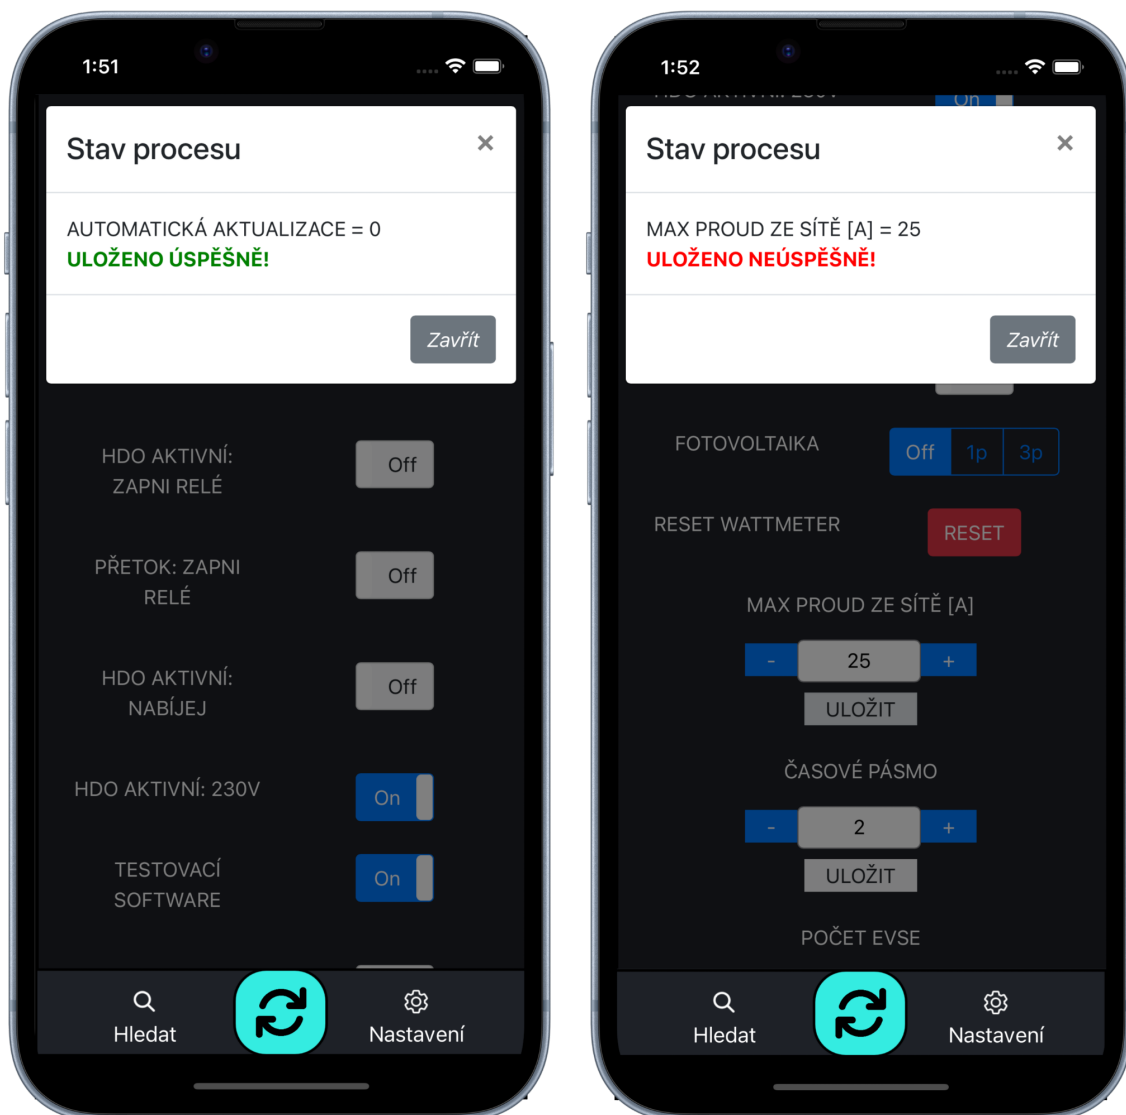 1:51
Stav procesu
×
AUTOMATICKÁ AKTUALIZACE = 0
ULOŽENO ÚSPĚŠNĚ!
Zavřít
HDO AKTIVNÍ:
ZAPNI RELÉ
Off
PŘETOK: ZAPNI
RELÉ
Off
HDO AKTIVNÍ:
NABÍJEJ
Off
HDO AKTIVNÍ: 230V
On
TESTOVACÍ
SOFTWARE
On
Hledat
Nastavení
1:52
On
Stav procesu
×
MAX PROUD ZE SÍTĚ [A] = 25
ULOŽENO NEÚSPĚŠNĚ!
Zavřít
FOTOVOLTAIKA
Off 1p 3p
RESET WATTMETER
RESET
MAX PROUD ZE SÍTĚ [A]
- 25 +
ULOŽIT
ČASOVÉ PÁSMO
- 2 +
ULOŽIT
POČET EVSE
Hledat
Nastavení